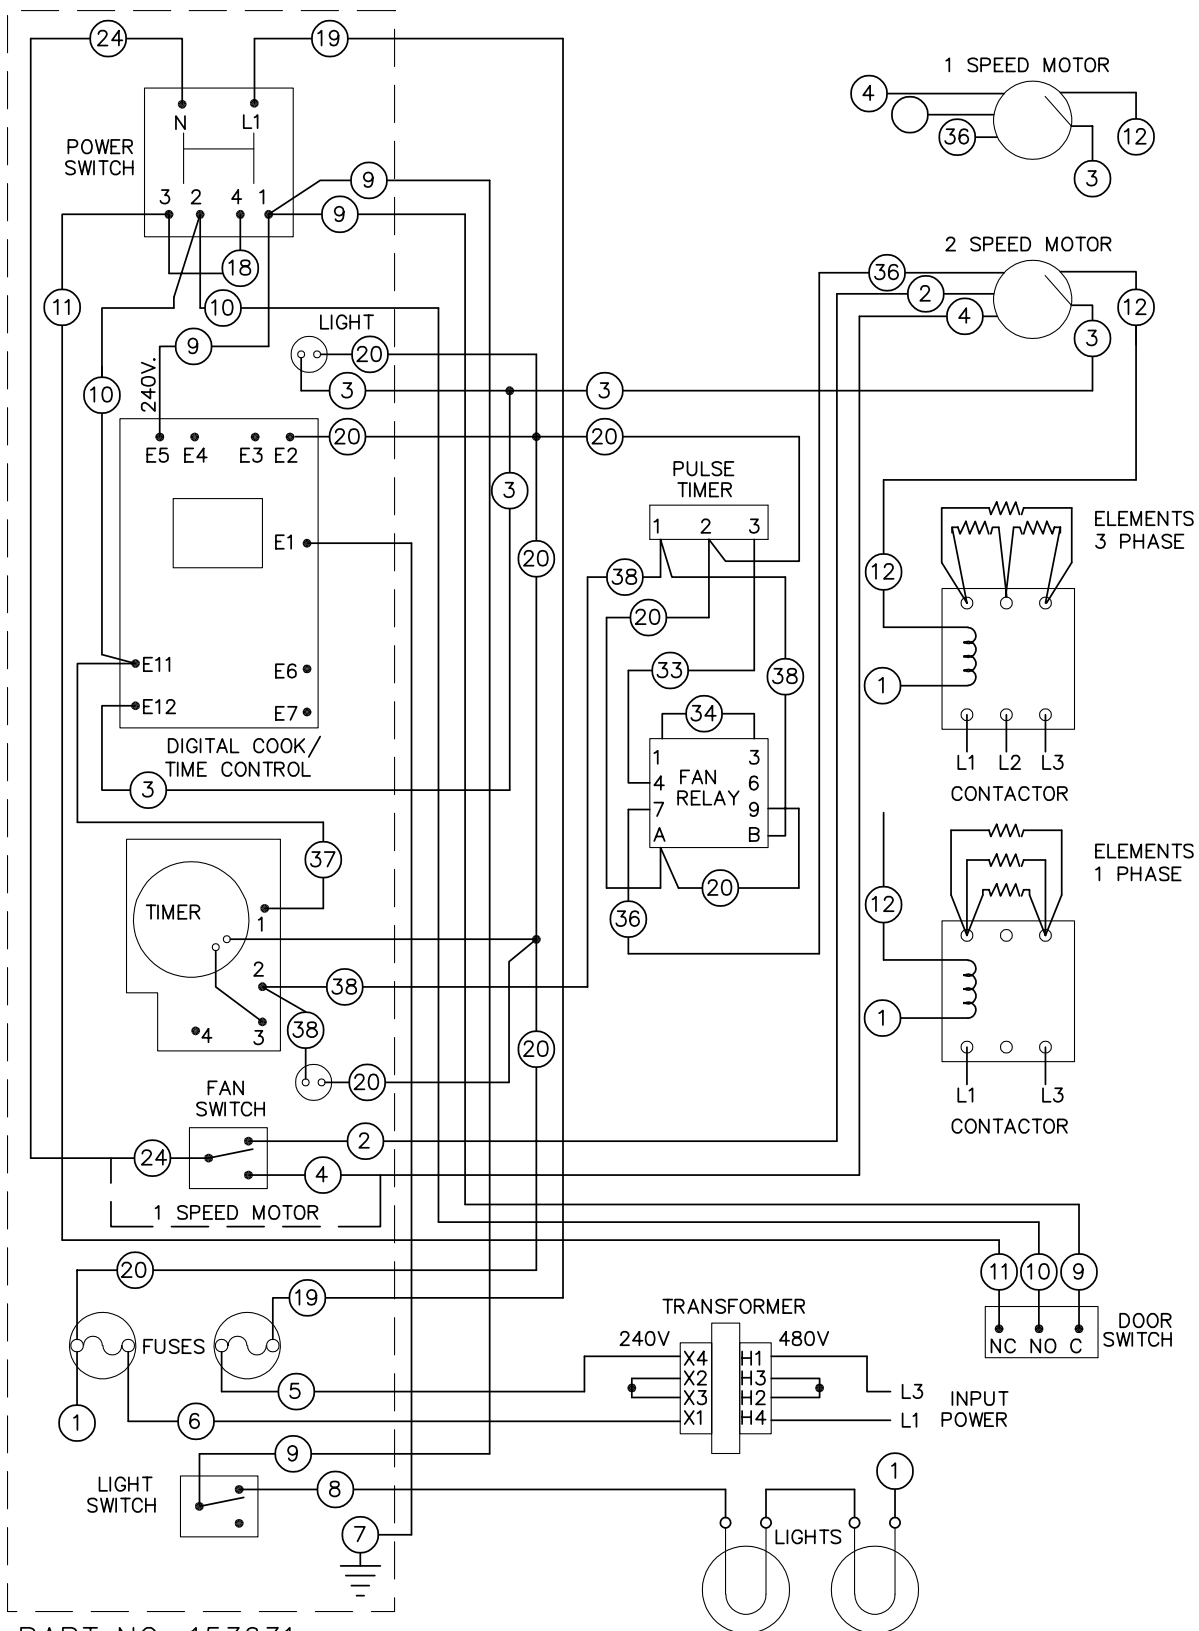 24
19
1 SPEED MOTOR
4
36
12
3
N L1
POWER
SWITCH
3 2 4 1
9
9
18
11
10
2 SPEED MOTOR
36
2
4
12
3
LIGHT
20
9
3
3
240V.
10
20
20
E5 E4 E3 E2
PULSE
TIMER
3
1 2 3
ELEMENTS
3 PHASE
E1
20
38
12
20
E11
E6
33
38
1
E12
E7
34
DIGITAL COOK/
TIME CONTROL
L1 L2 L3
CONTACTOR
1 3
4 6
7 9
A B
FAN
RELAY
3
37
ELEMENTS
1 PHASE
TIMER
1
20
36
12
2
38
38
4 3
1
20
20
FAN
SWITCH
L1 L3
CONTACTOR
2
24
4
1 SPEED MOTOR
20
11 10 9
19
FUSES
TRANSFORMER
240V 480V
DOOR
SWITCH
NC NO C
X4 H1
X2 H3
X3 H2
X1 H4
5
L3
L1
INPUT
POWER
1
6
9
LIGHT
SWITCH
8
1
7
LIGHTS